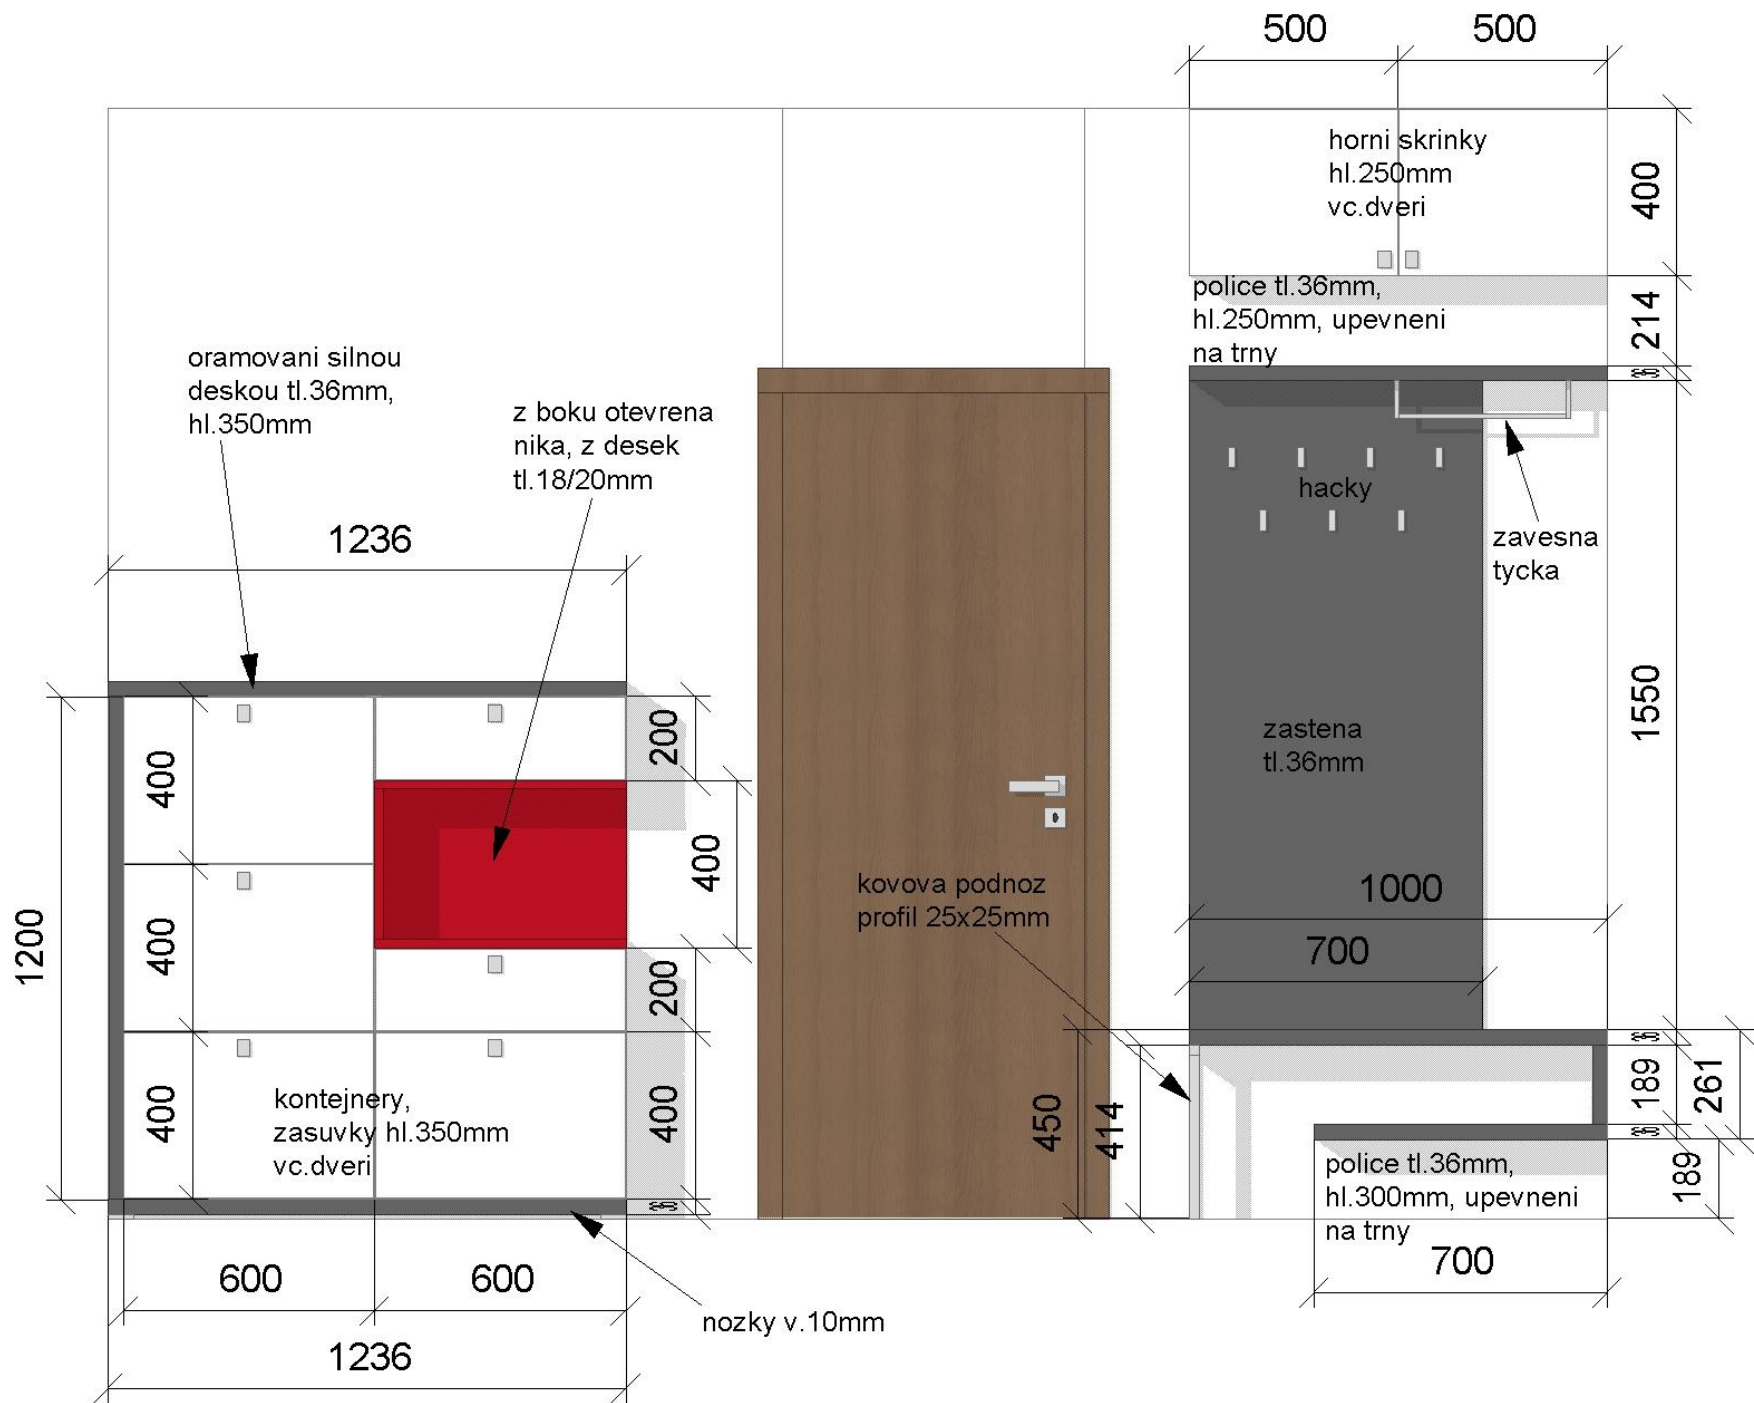 500
500
horni skrinky
hl.250mm
vc.dveri
400
police tl.36mm,
hl.250mm, upevneni
na trny
214
36
oramovani silnou
deskou tl.36mm,
hl.350mm
z boku otevrena
nika, z desek
tl.18/20mm
hacky
zavesna
tycka
1236
1550
zastena
tl.36mm
200
400
400
kovova podnoz
profil 25x25mm
1000
700
1200
400
200
36
189
261
450
414
400
kontejnery,
zasuvky hl.350mm
vc.dveri
400
36
police tl.36mm,
hl.300mm, upevneni
na trny
189
36
600
600
700
nozky v.10mm
1236